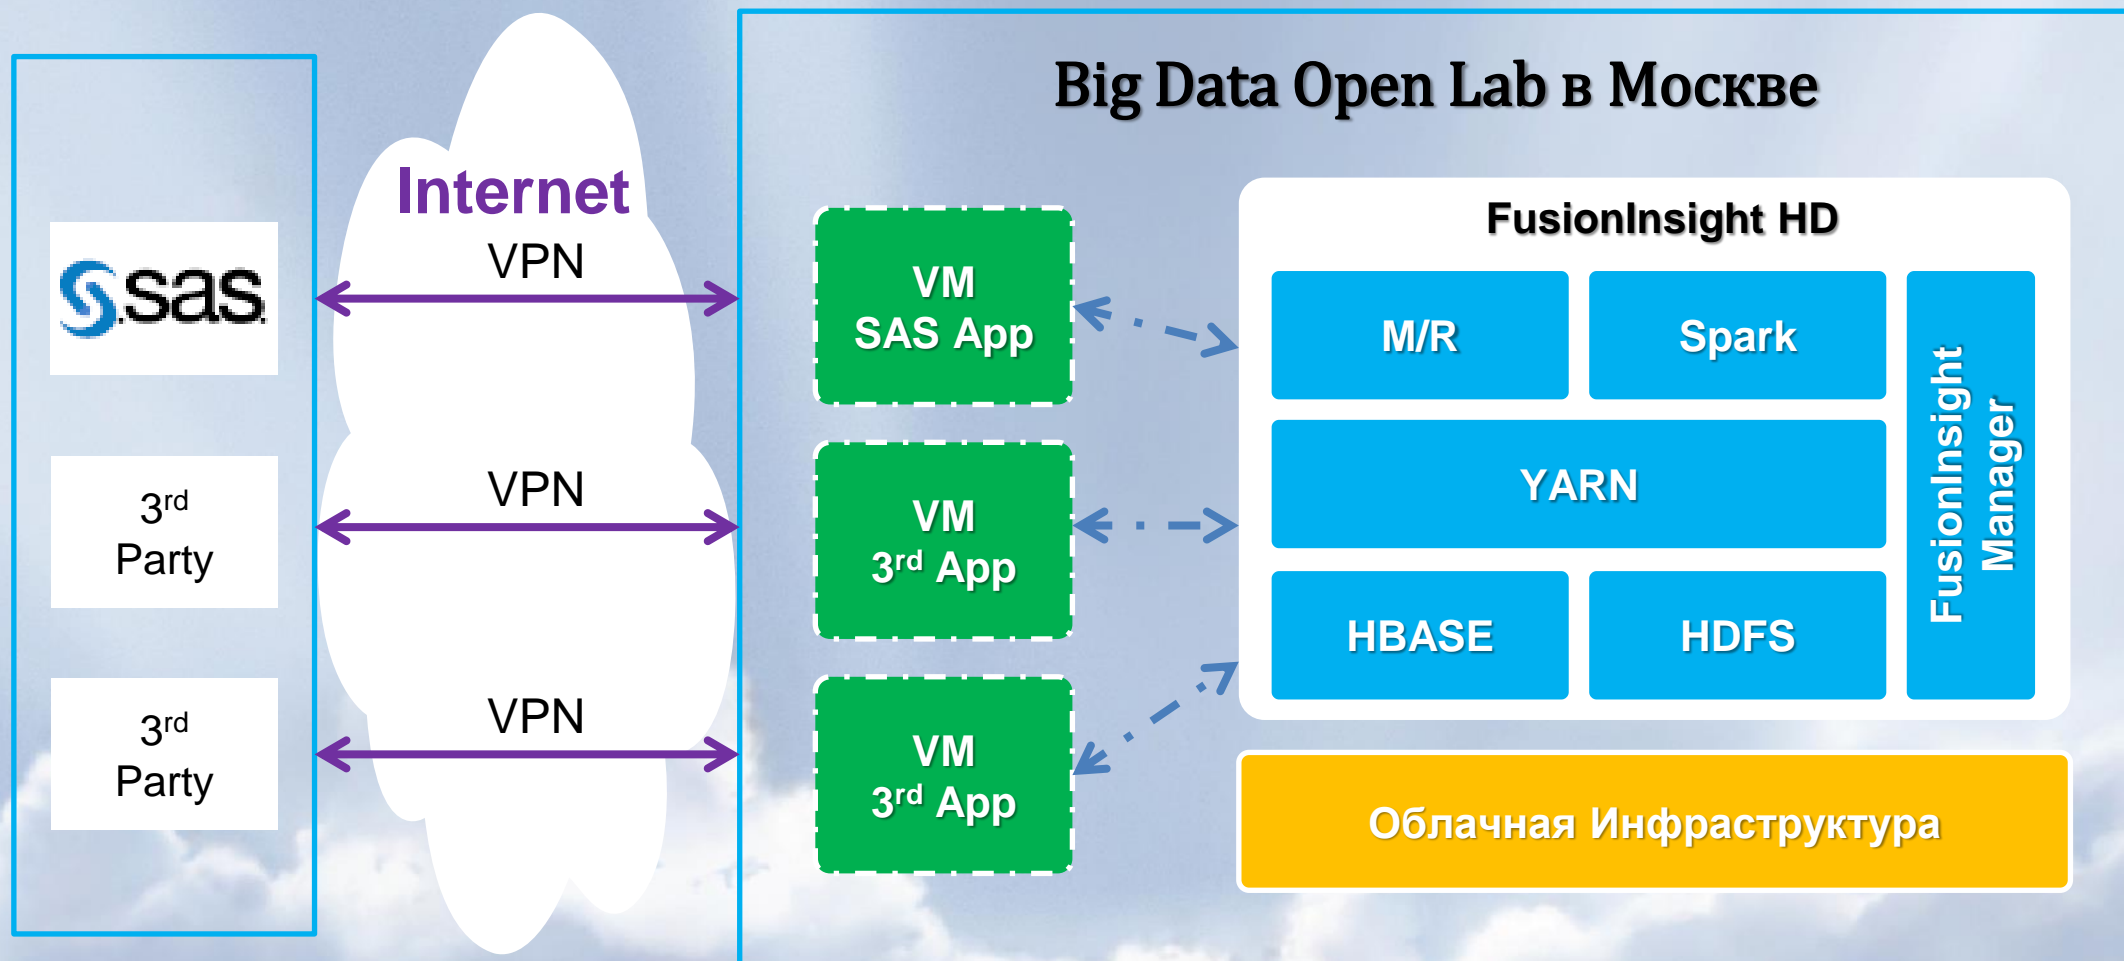 Big Data Open Lab в Москве
Internet
sas
VPN
3rd
Party
VPN
3rd
Party
VPN
VM
SAS App
VM
3rd App
VM
3rd App
FusionInsight HD
M/R
Spark
YARN
HBASE
HDFS
FusionInsight
Manager
Облачная Инфраструктура